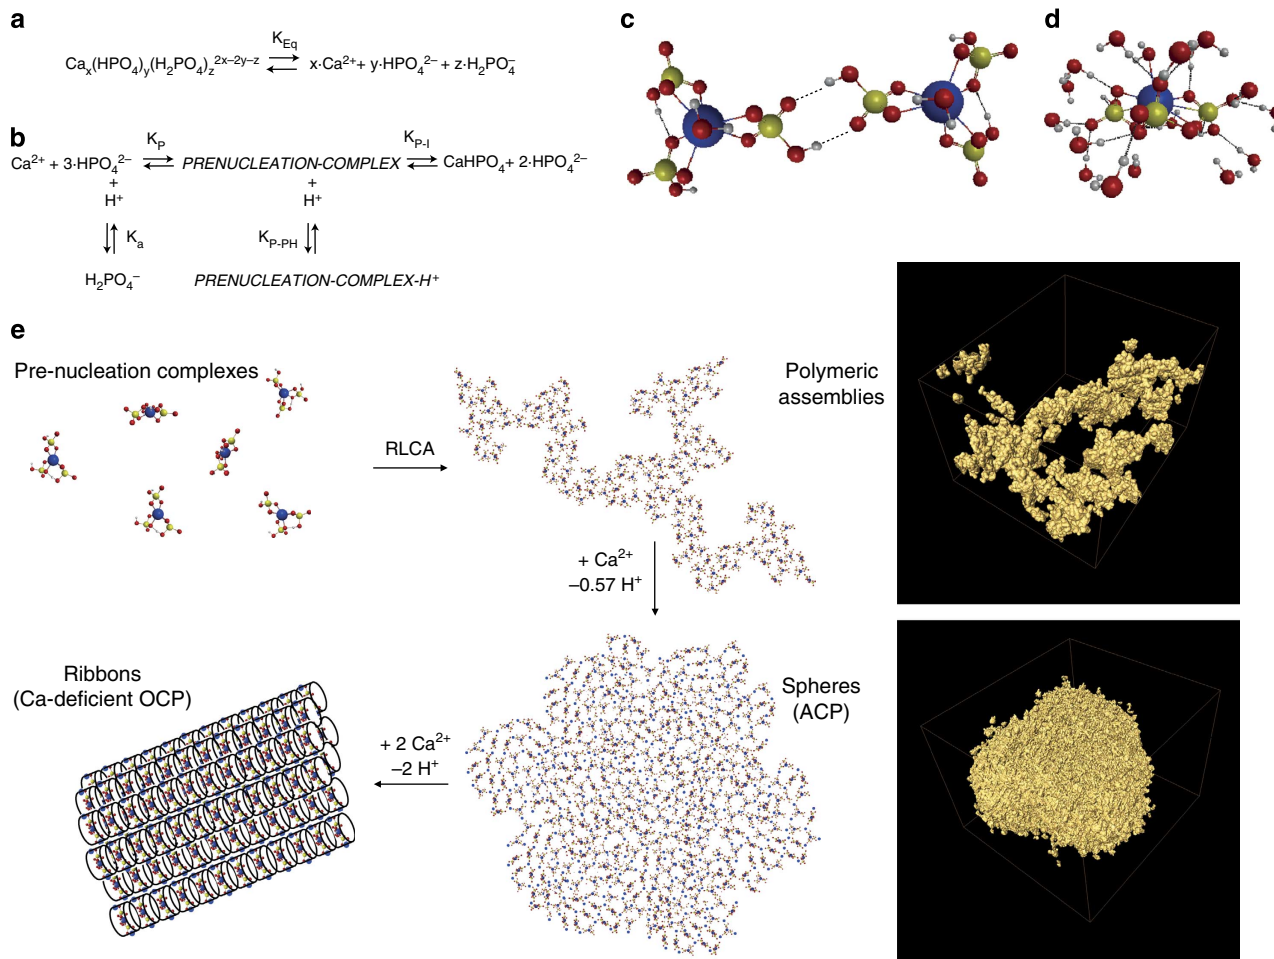 a
K_Eq
Ca_x(HPO4)_y(H_2PO4)_z^{2x–2y–z} ⇌ x·Ca^{2+} + y·HPO_4^{2–} + z·H_2PO_4^–
b
K_P K_P-I
Ca^{2+} + 3·HPO_4^{2–} ⇌ PRENUCLEATION-COMPLEX ⇌ CaHPO_4 + 2·HPO_4^{2–}
+ +
H^+ H^+
K_a K_P-PH
H_2PO_4^– PRENUCLEATION-COMPLEX-H^+
c
d
e
Pre-nucleation complexes
RLCA
Polymeric
assemblies
+ Ca^{2+}
–0.57 H^+
Spheres
(ACP)
+ 2 Ca^{2+}
–2 H^+
Ribbons
(Ca-deficient OCP)